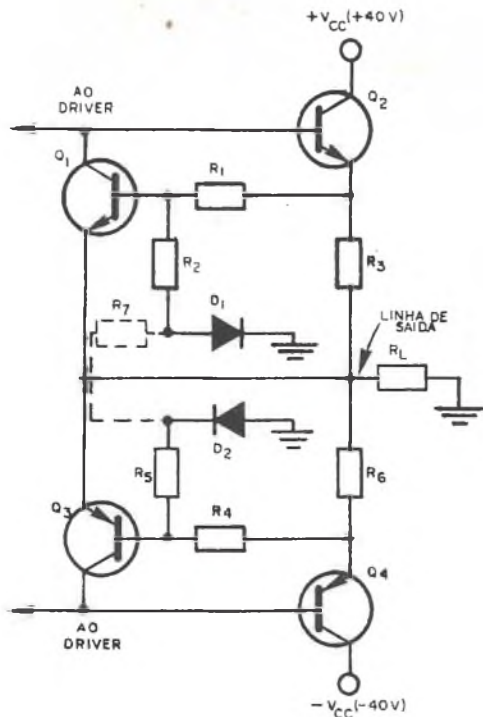 +VCC(+40V)
AO
DRIVER
Q2
Q1
R1
R2
R3
R7
D1
LINHA DE
SAÍDA
RL
D2
R5
R6
Q3
R4
Q4
AO
DRIVER
-VCC(-40V)